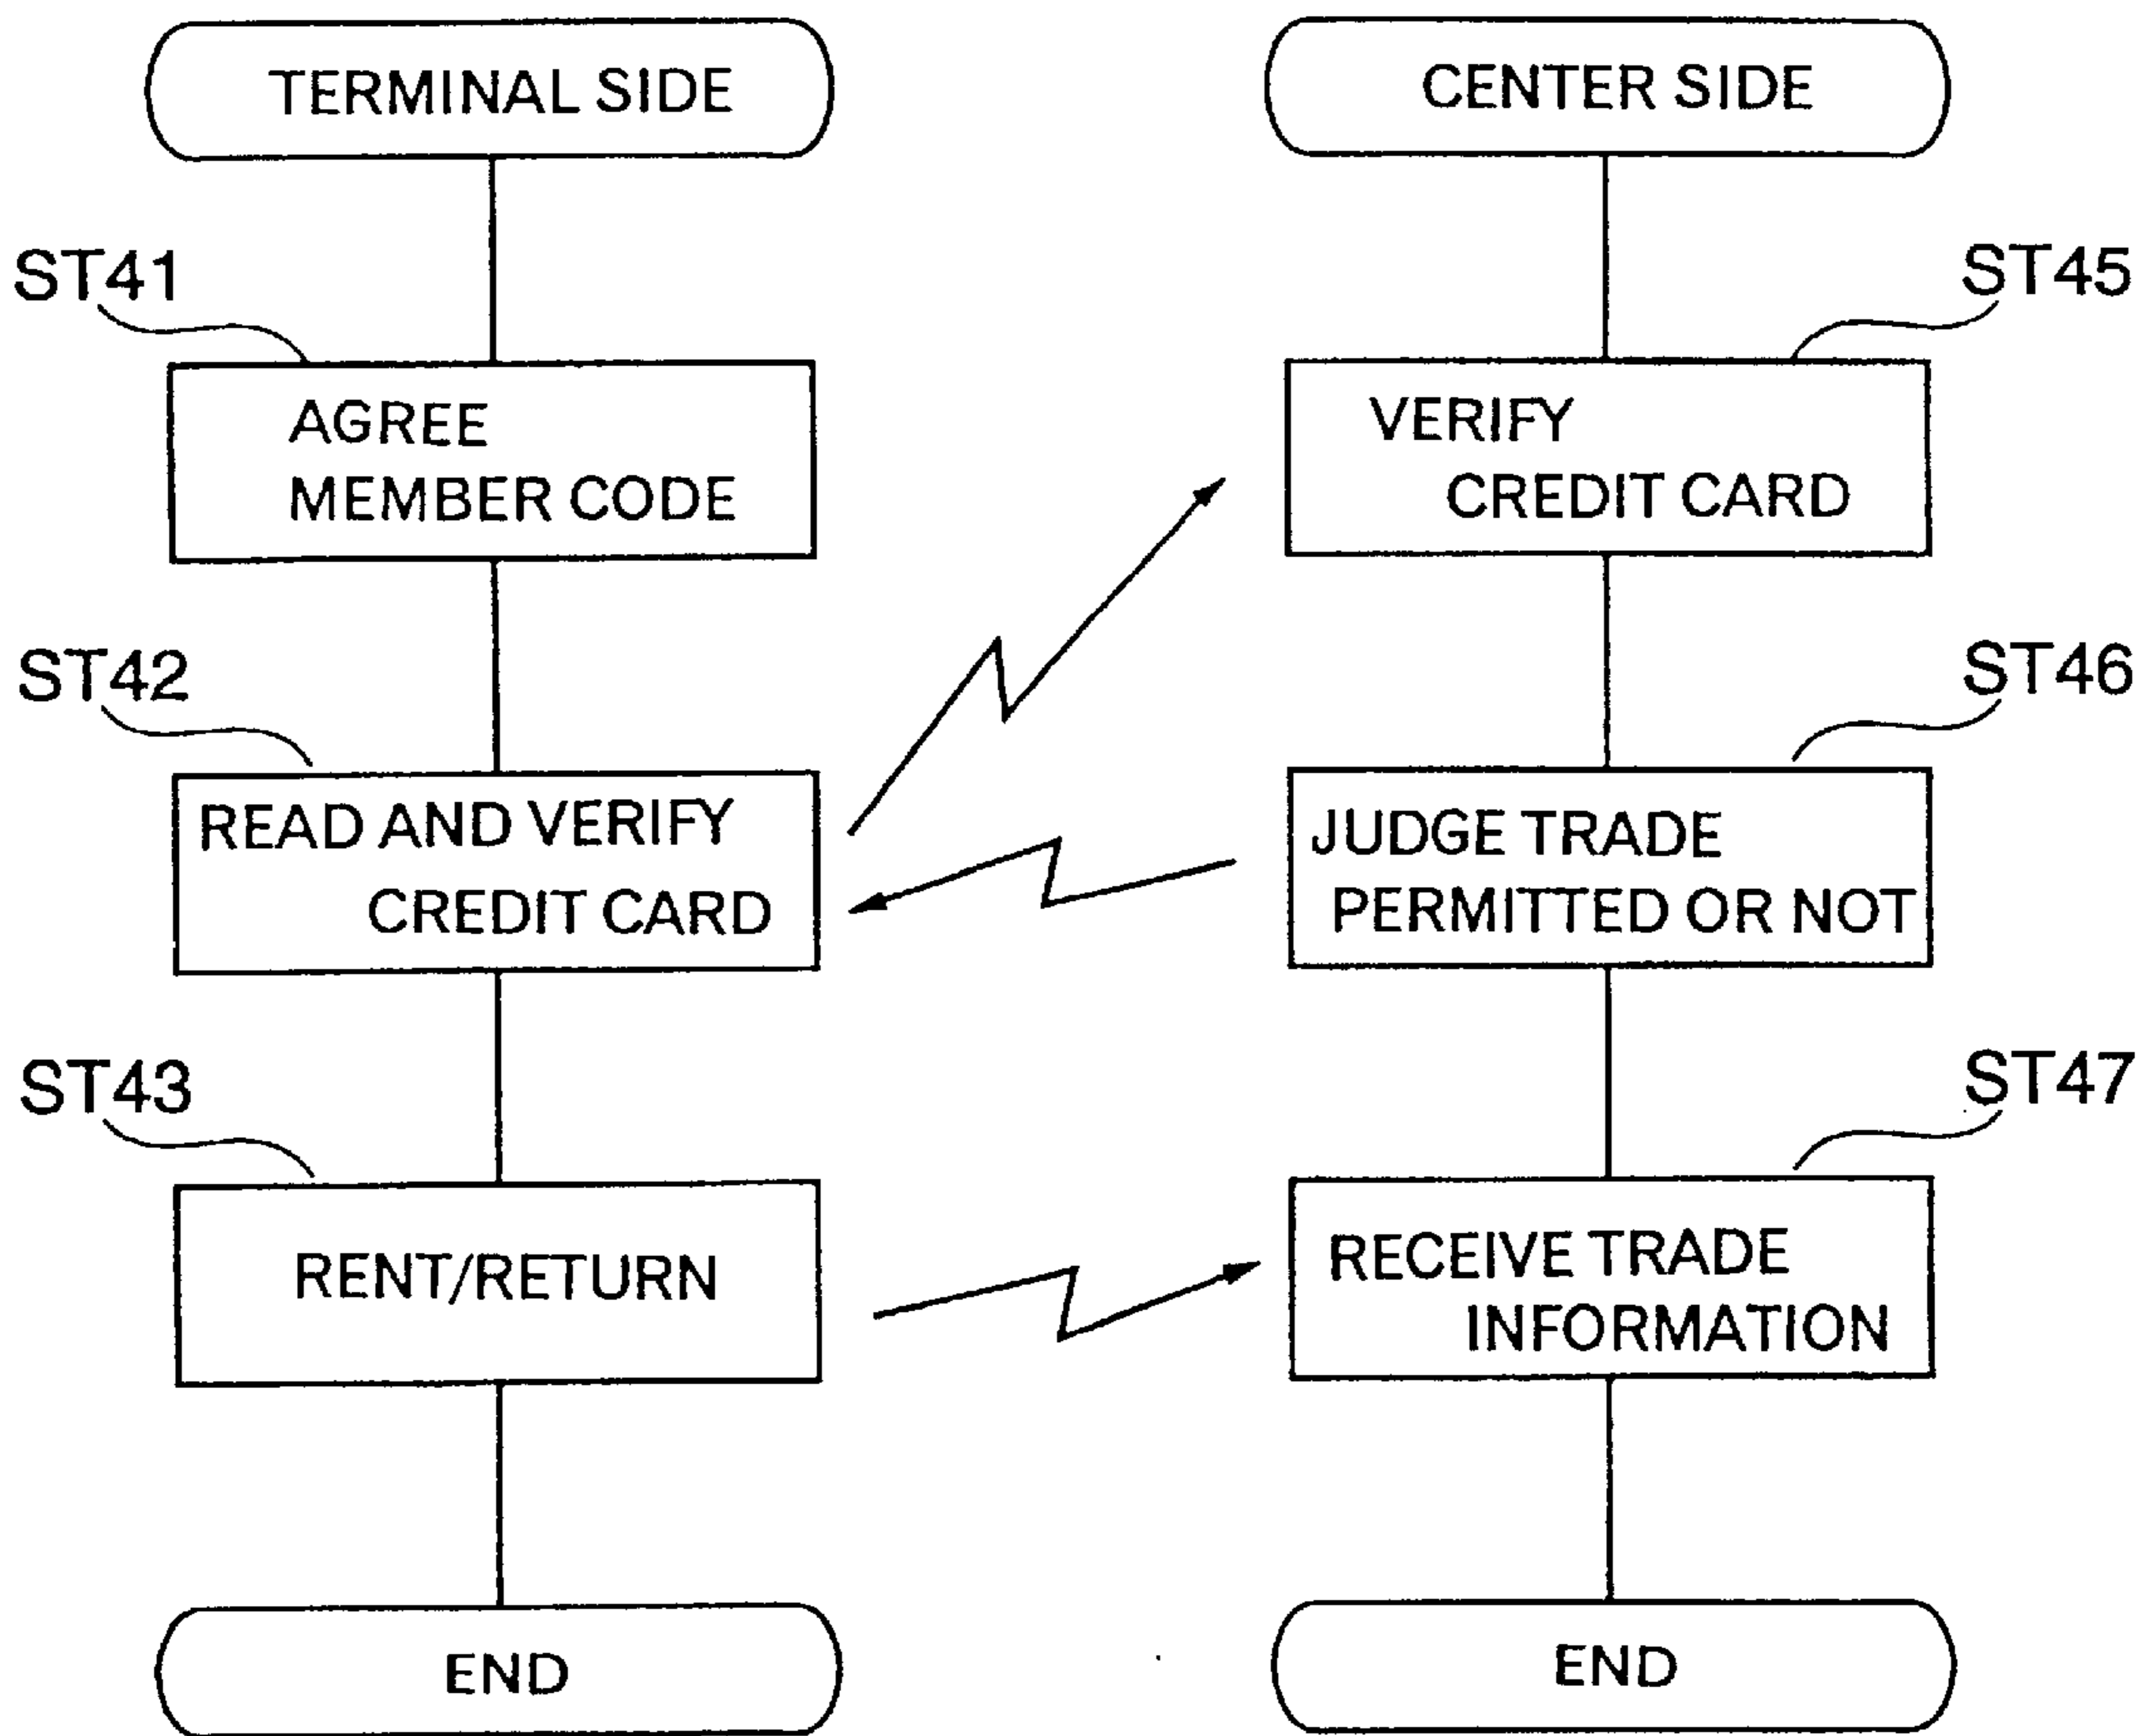 TERMINAL SIDE
ST41
AGREE
MEMBER CODE
ST42
READ AND VERIFY
CREDIT CARD
ST43
RENT/RETURN
END
CENTER SIDE
ST45
VERIFY
CREDIT CARD
ST46
JUDGE TRADE
PERMITTED OR NOT
ST47
RECEIVE TRADE
INFORMATION
END